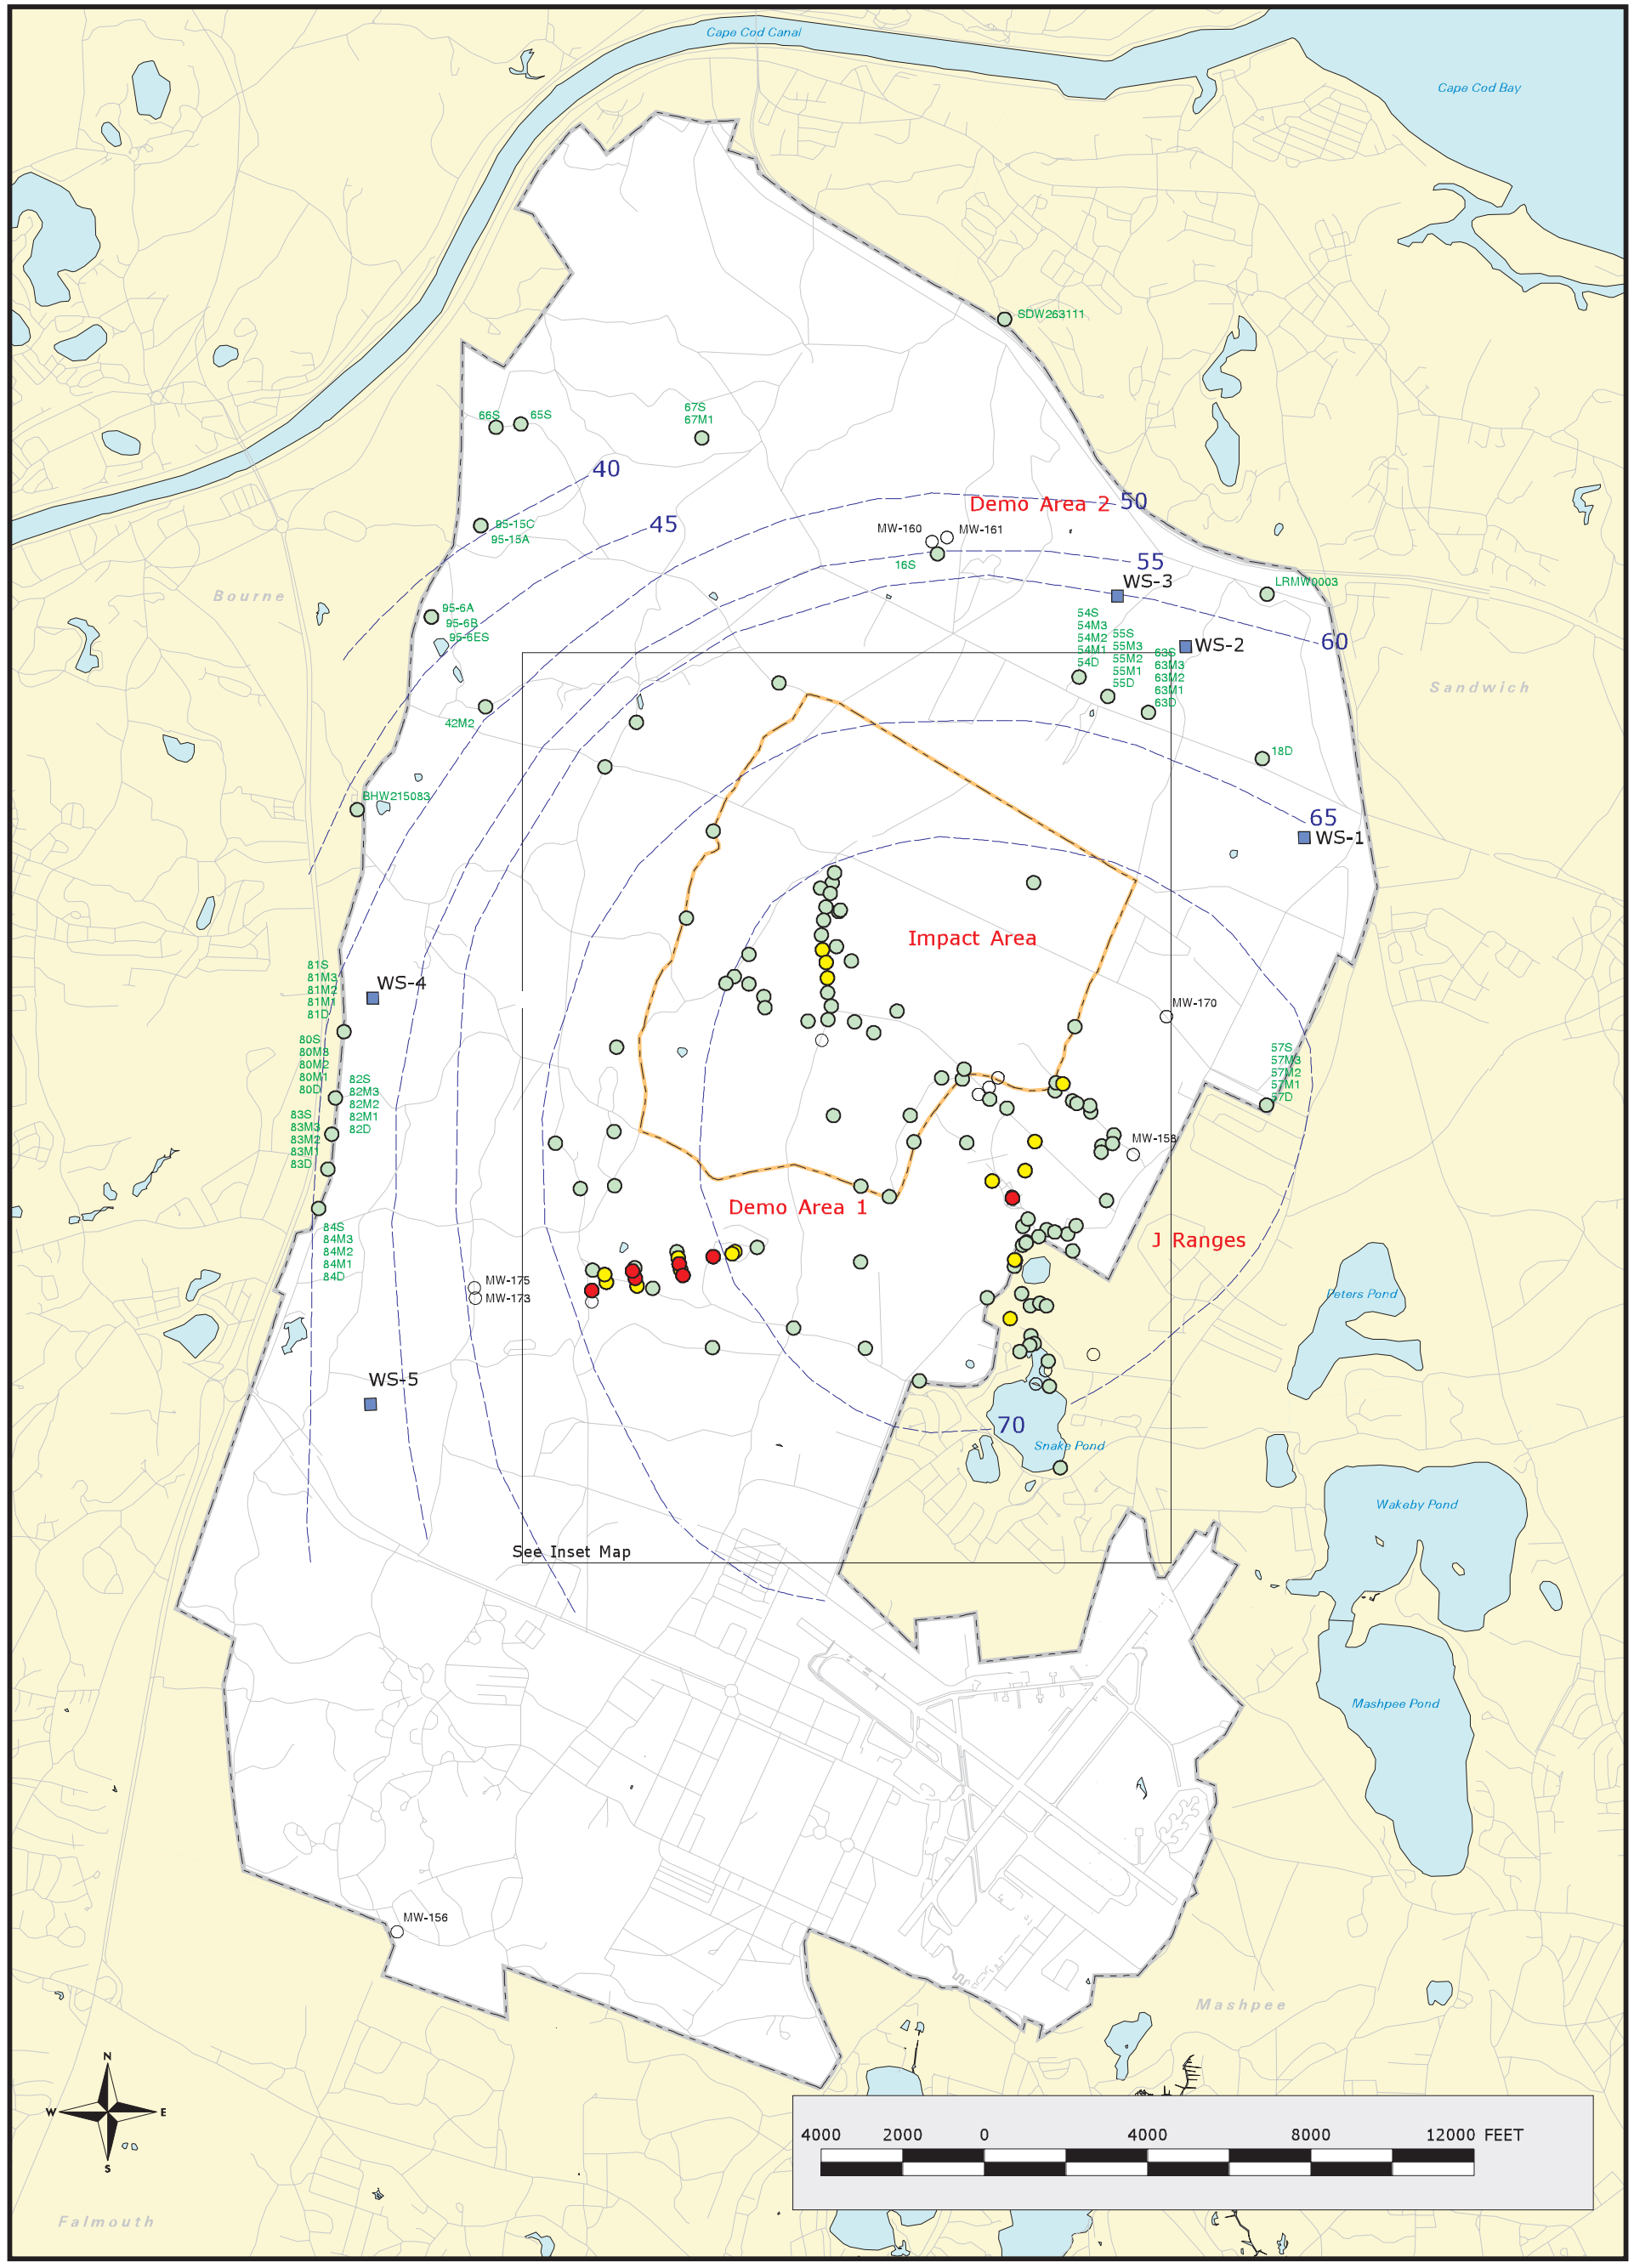 Cape Cod Canal
Cape Cod Bay
SDW263111
66S
65S
67S
67M1
40
45
Demo Area 2
50
95-15C
95-15A
MW-160
MW-161
16S
55
WS-3
LRMW0003
Bourne
95-6A
95-6B
95-6ES
54S
54M3
54M2
54M1
54D
55S
55M3
55M2
55M1
55D
63S
63M3
63M2
63M1
63D
60
WS-2
Sandwich
42M2
18D
BHW215083
65
WS-1
Impact Area
81S
81M3
81M2
81M1
81D
WS-4
MW-170
80S
80M3
80M2
80M1
80D
82S
82M3
82M2
82M1
82D
57S
57M3
57M2
57M1
57D
83S
83M3
83M2
83M1
83D
MW-158
Demo Area 1
84S
84M3
84M2
84M1
84D
J Ranges
MW-175
MW-173
Peters Pond
WS-5
70
Snake Pond
Wakeby Pond
See Inset Map
Mashpee Pond
MW-156
Mashpee
N
W
E
S
4000 2000 0 4000 8000 12000 FEET
Falmouth